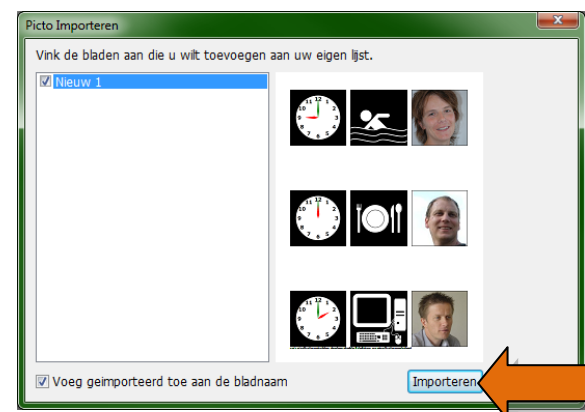 Picto Importeren
Vink de bladen aan die u wilt toevoegen aan uw eigen lijst.
Nieuw 1
Voeg geimporteerd toe aan de bladnaam
Importeren